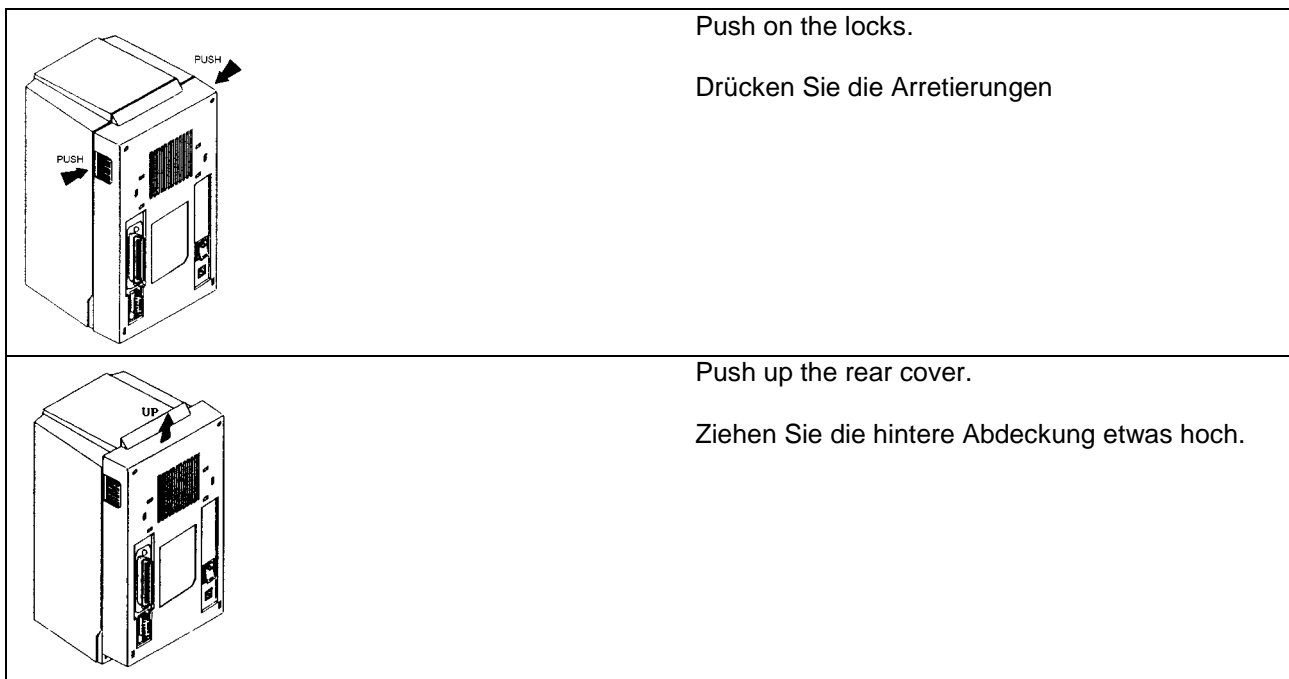 PUSH
PUSH
Push on the locks.
Drücken Sie die Arretierungen
UP
Push up the rear cover.
Ziehen Sie die hintere Abdeckung etwas hoch.